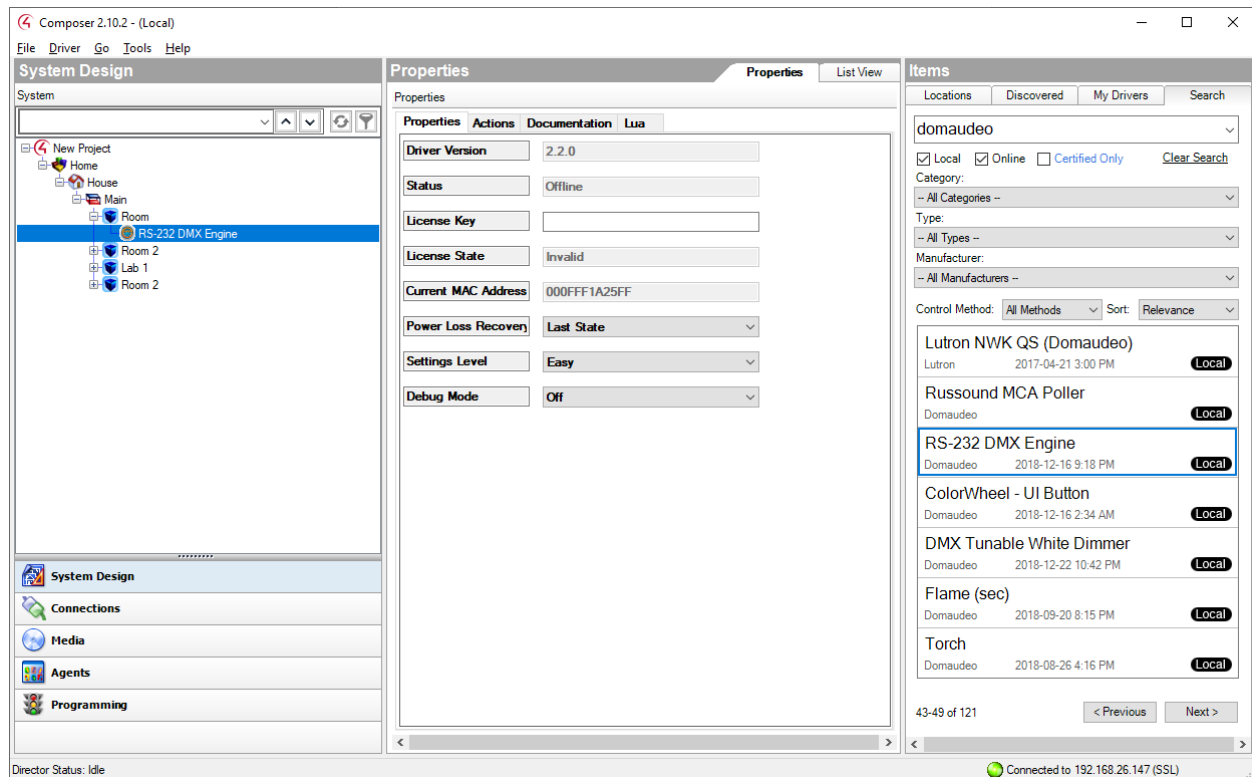 Composer 2.10.2 - (Local)
File Driver Go Tools Help
System Design
System
New Project
Home
House
Main
Room
RS-232 DMX Engine
Room 2
Lab 1
Room 2
System Design
Connections
Media
Agents
Programming
Properties
Properties List View
Properties
Properties Actions Documentation Lua
Driver Version 2.2.0
Status Offline
License Key
License State Invalid
Current MAC Address 000FFF1A25FF
Power Loss Recovery Last State
Settings Level Easy
Debug Mode Off
Items
Locations Discovered My Drivers Search
domaudeo
Local Online Certified Only Clear Search
Category:
-- All Categories --
Type:
-- All Types --
Manufacturer:
-- All Manufacturers --
Control Method: All Methods Sort: Relevance
Lutron NWK QS (Domaudeo)
Lutron 2017-04-21 3:00 PM Local
Russound MCA Poller
Domaudeo Local
RS-232 DMX Engine
Domaudeo 2018-12-16 9:18 PM Local
ColorWheel - UI Button
Domaudeo 2018-12-16 2:34 AM Local
DMX Tunable White Dimmer
Domaudeo 2018-12-22 10:42 PM Local
Flame (sec)
Domaudeo 2018-09-20 8:15 PM Local
Torch
Domaudeo 2018-08-26 4:16 PM Local
43-49 of 121 < Previous Next >
Director Status: Idle
Connected to 192.168.26.147 (SSL)